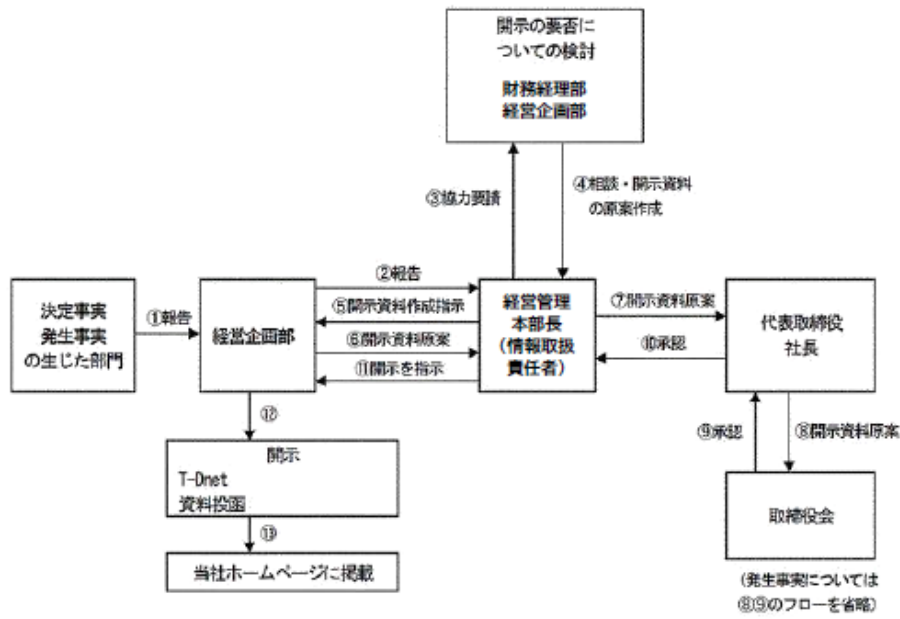 開示の要否に
ついての検討
財務経理部
経営企画部
③協力要請
④相談・開示資料
の原案作成
決定事実
発生事実
の生じた部門
①報告
経営企画部
②報告
⑤開示資料作成指示
⑥開示資料原案
⑪開示を指示
経営管理
本部長
(情報取扱
責任者)
⑦開示資料原案
⑩承認
代表取締役
社長
⑨承認
⑧開示資料原案
取締役会
(発生事実については
⑧⑨のフローを省略)
⑫
開示
T-Dnet
資料投函
⑬
当社ホームページに掲載